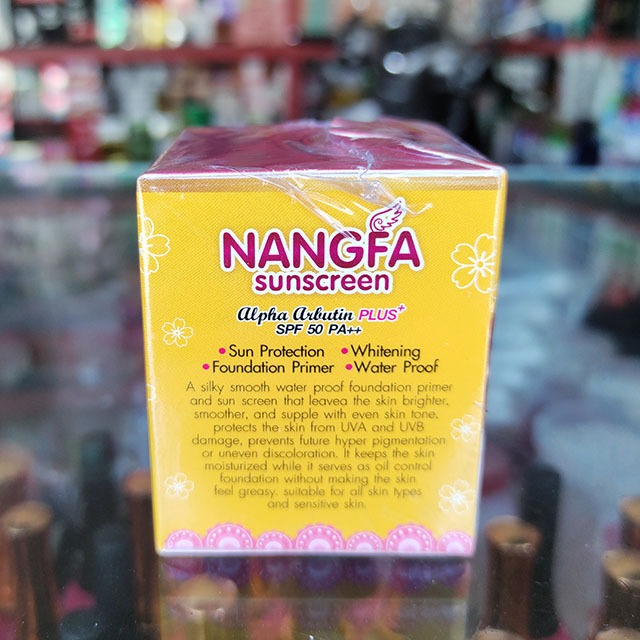 NANGFA
sunscreen
Alpha Arbutin PLUS+
SPF 50 PA++
•Sun Protection •Whitening
•Foundation Primer •Water Proof
A silky smooth water proof foundation primer
and sun screen that leavea the skin brighter,
smoother, and supple with even skin tone,
protects the skin from UVA and UVB
damage, prevents future hyper pigmentation
or uneven discoloration. It keeps the skin
moisturized while it serves as oil control
foundation without making the skin
feel greasy. suitable for all skin types
and sensitive skin.